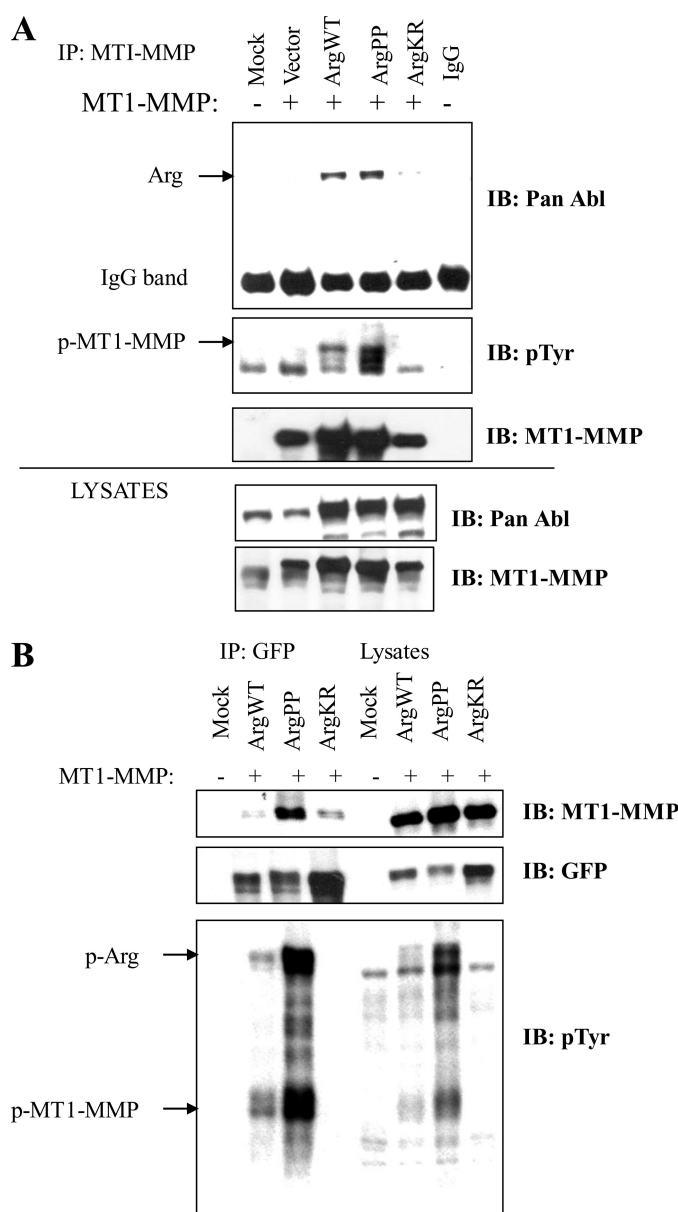 A
IP: MTI-MMP
Mock
Vector
ArgWT
ArgPP
ArgKR
IgG
MT1-MMP: - + + + + -
Arg
IB: Pan Abl
IgG band
p-MT1-MMP
IB: pTyr
IB: MT1-MMP
LYSATES
IB: Pan Abl
IB: MT1-MMP
B
IP: GFP
Lysates
Mock
ArgWT
ArgPP
ArgKR
Mock
ArgWT
ArgPP
ArgKR
MT1-MMP: - + + + - + + +
IB: MT1-MMP
IB: GFP
p-Arg
IB: pTyr
p-MT1-MMP